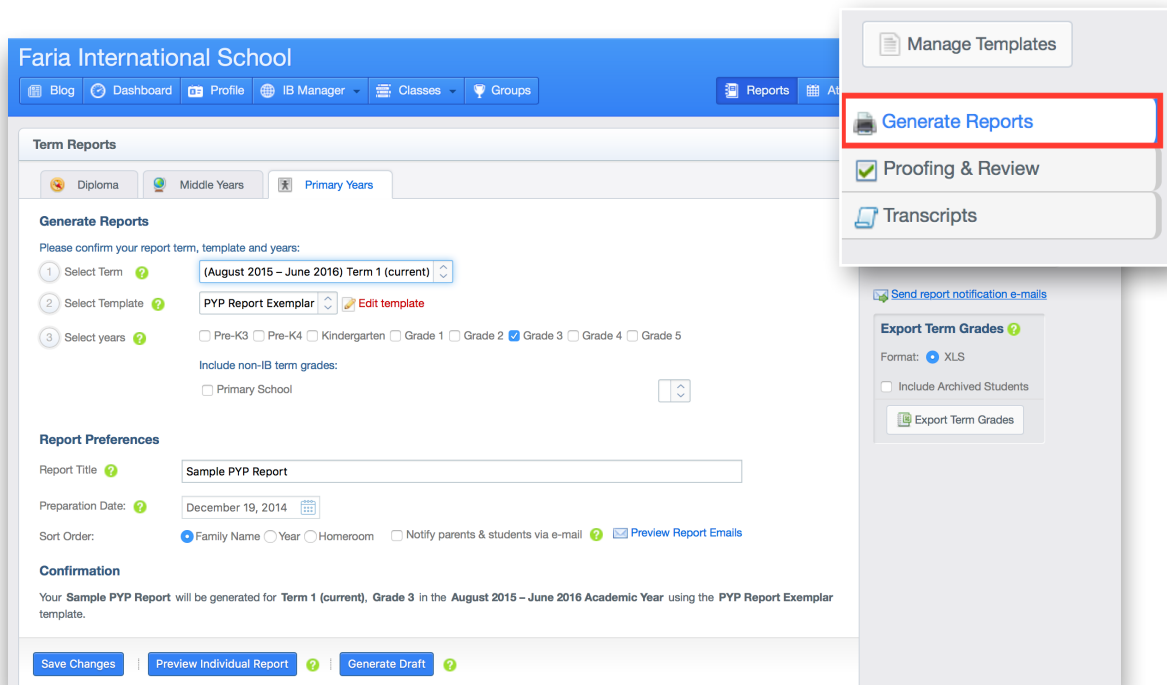 Manage Templates
Faria International School
Blog Dashboard Profile IB Manager Classes Groups Reports
Generate Reports
Proofing & Review
Transcripts
Term Reports
Diploma Middle Years Primary Years
Generate Reports
Please confirm your report term, template and years:
1 Select Term ? (August 2015 – June 2016) Term 1 (current)
2 Select Template ? PYP Report Exemplar Edit template
3 Select years ? Pre-K3 Pre-K4 Kindergarten Grade 1 Grade 2 Grade 3 Grade 4 Grade 5
Include non-IB term grades:
Primary School
Send report notification e-mails
Export Term Grades ?
Format: XLS
Include Archived Students
Export Term Grades
Report Preferences
Report Title ? Sample PYP Report
Preparation Date: ? December 19, 2014
Sort Order: Family Name Year Homeroom Notify parents & students via e-mail ? Preview Report Emails
Confirmation
Your Sample PYP Report will be generated for Term 1 (current), Grade 3 in the August 2015 – June 2016 Academic Year using the PYP Report Exemplar
template.
Save Changes | Preview Individual Report ? | Generate Draft ?